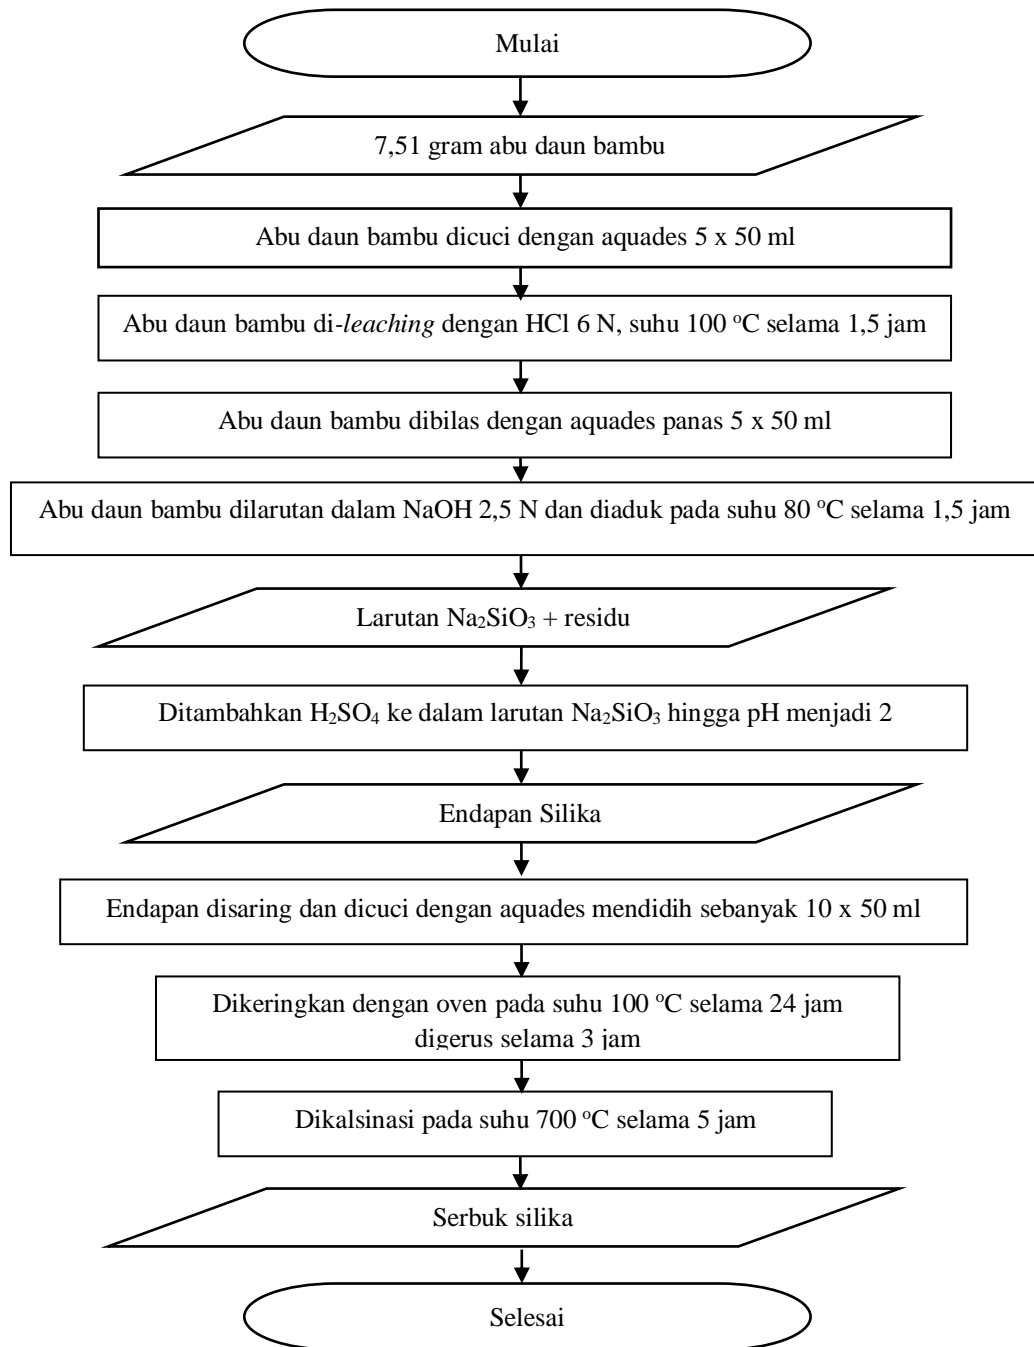 Mulai
7,51 gram abu daun bambu
Abu daun bambu dicuci dengan aquades 5 x 50 ml
Abu daun bambu di-leaching dengan HCl 6 N, suhu 100 °C selama 1,5 jam
Abu daun bambu dibilas dengan aquades panas 5 x 50 ml
Abu daun bambu dilarutan dalam NaOH 2,5 N dan diaduk pada suhu 80 °C selama 1,5 jam
Larutan Na₂SiO₃ + residu
Ditambahkan H₂SO₄ ke dalam larutan Na₂SiO₃ hingga pH menjadi 2
Endapan Silika
Endapan disaring dan dicuci dengan aquades mendidih sebanyak 10 x 50 ml
Dikeringkan dengan oven pada suhu 100 °C selama 24 jam
digerus selama 3 jam
Dikalsinasi pada suhu 700 °C selama 5 jam
Serbuk silika
Selesai